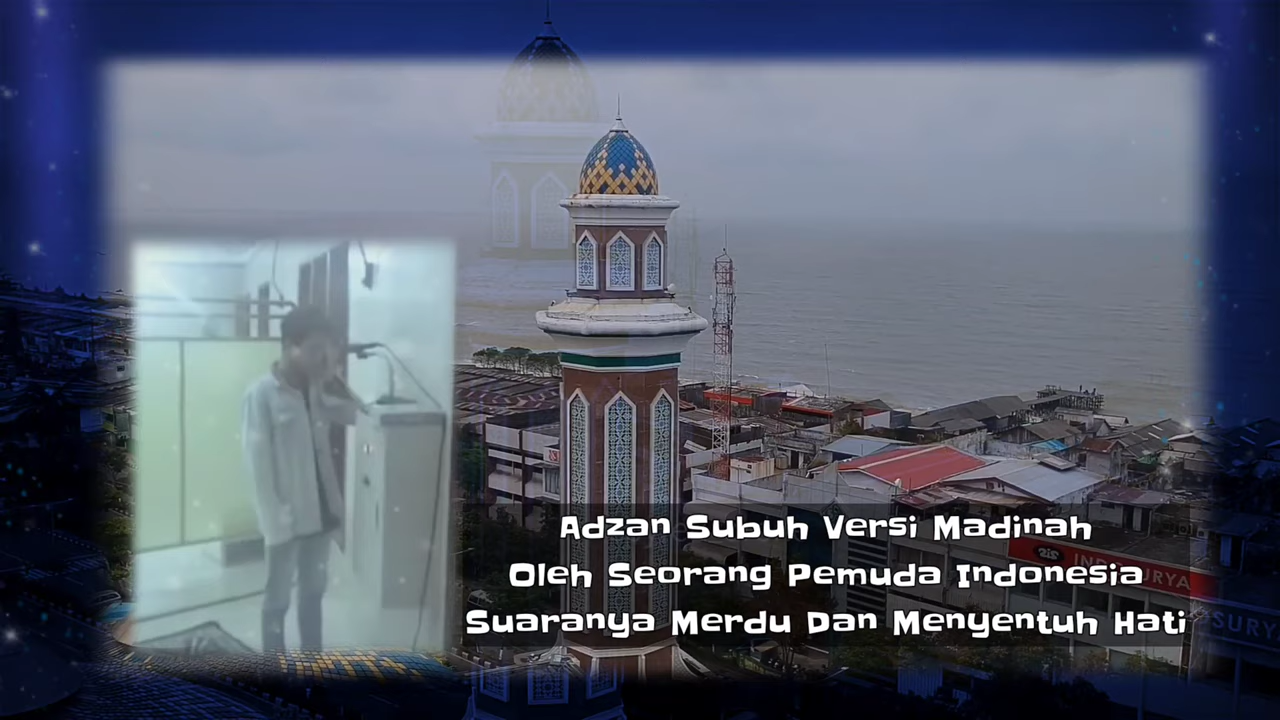 Adzan Subuh Versi Madinah
Oleh Seorang Pemuda Indonesia
Suaranya Merdu Dan Menyentuh Hati